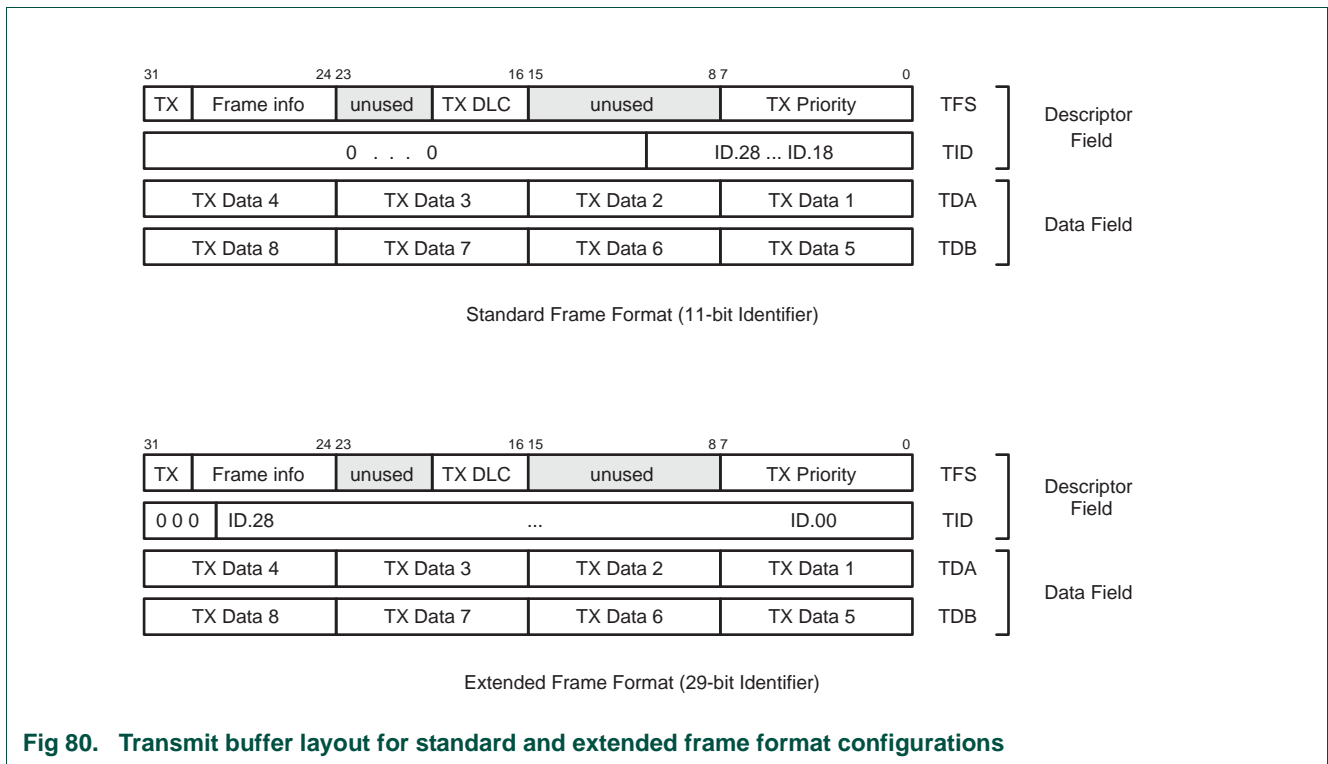 31 24 23 16 15 8 7 0
TX Frame info unused TX DLC unused TX Priority TFS
Descriptor
Field
0 . . . 0 ID.28 ... ID.18 TID
TX Data 4 TX Data 3 TX Data 2 TX Data 1 TDA
Data Field
TX Data 8 TX Data 7 TX Data 6 TX Data 5 TDB
Standard Frame Format (11-bit Identifier)
31 24 23 16 15 8 7 0
TX Frame info unused TX DLC unused TX Priority TFS
Descriptor
Field
0 0 0 ID.28 ... ID.00 TID
TX Data 4 TX Data 3 TX Data 2 TX Data 1 TDA
Data Field
TX Data 8 TX Data 7 TX Data 6 TX Data 5 TDB
Extended Frame Format (29-bit Identifier)
Fig 80. Transmit buffer layout for standard and extended frame format configurations